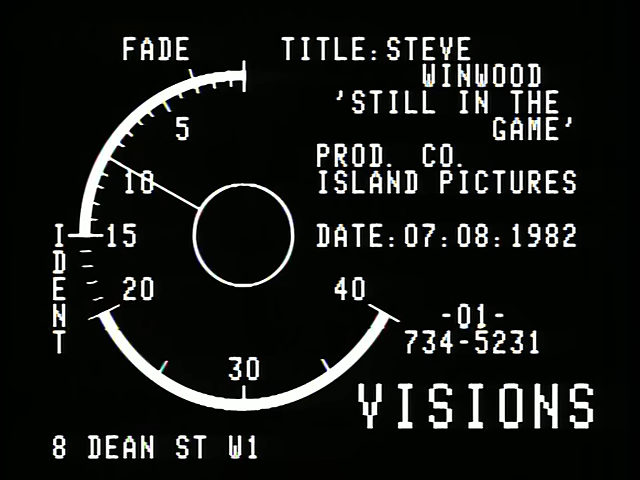 FADE
TITLE:STEVE
WINWOOD
'STILL IN THE
GAME'
PROD. CO.
ISLAND PICTURES
DATE:07:08:1982
5
10
15
20
30
40
IDENT
-01-
734-5231
VISIONS
8 DEAN ST W1